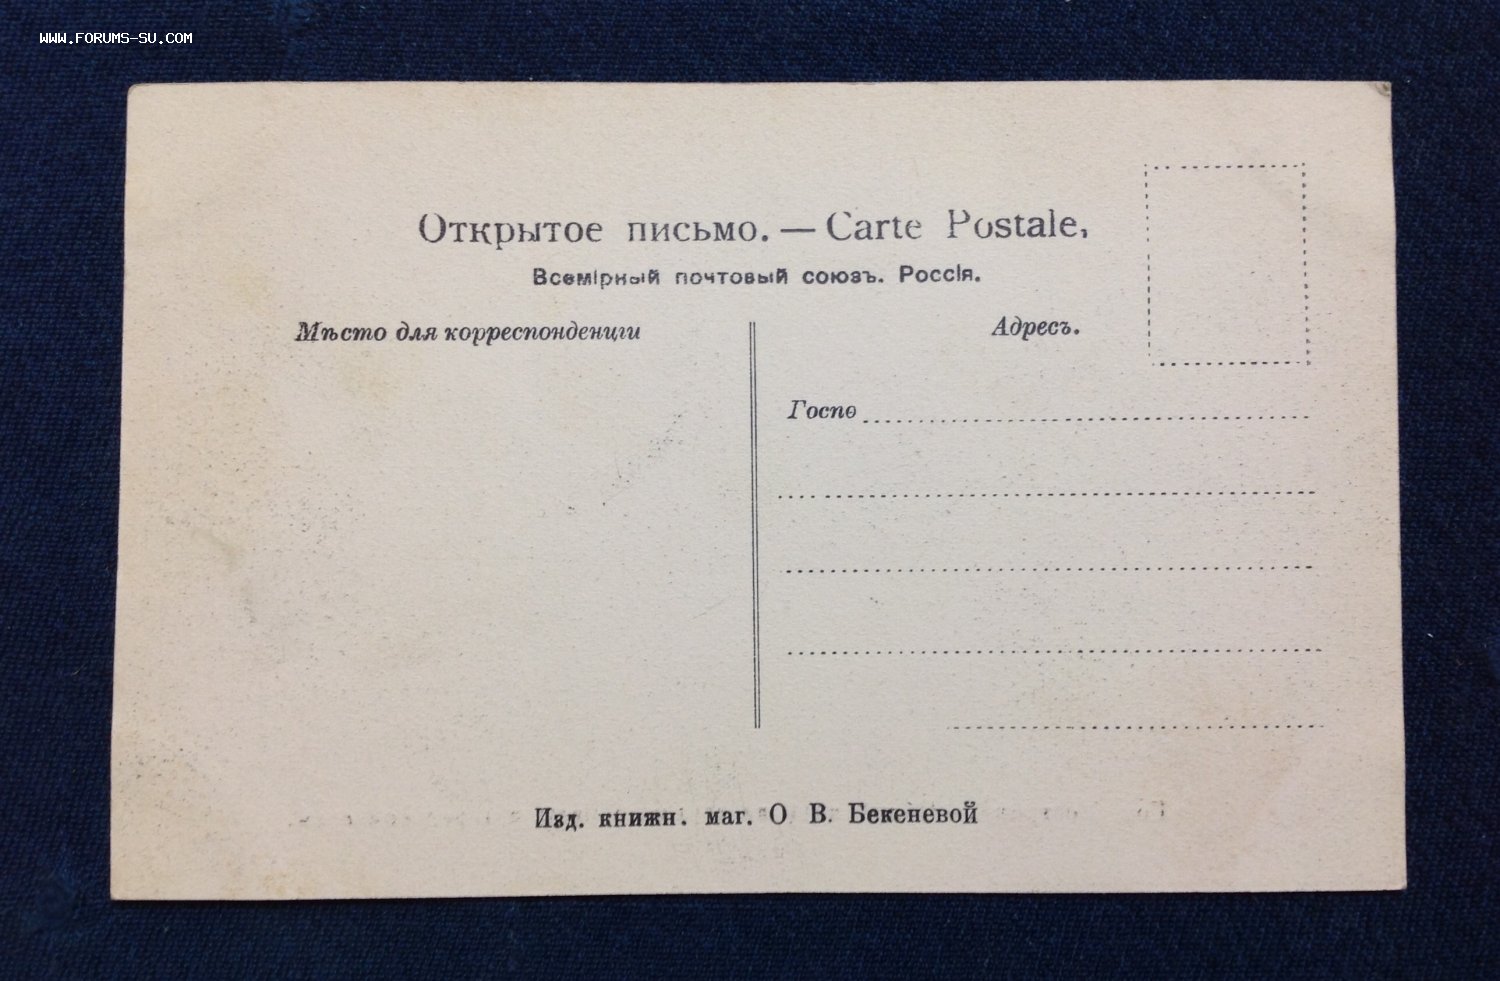 WWW.FORUMS-SU.COM
Открытое письмо. — Carte Postale.
Всемірный почтовый союзъ. Россія.
Мѣсто для корреспонденціи
Адресъ.
Госпо
Изд. книжн. маг. О В. Бекеневой